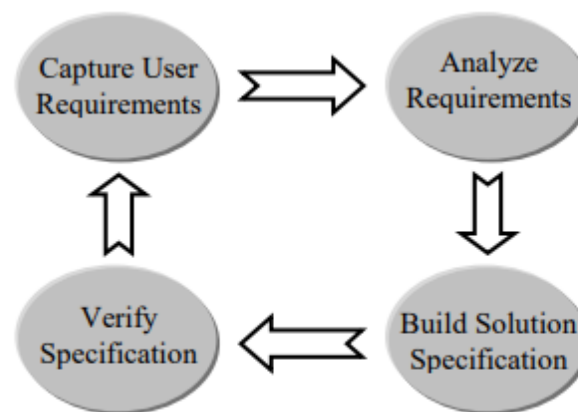 Capture User
Requirements
Analyze
Requirements
Verify
Specification
Build Solution
Specification